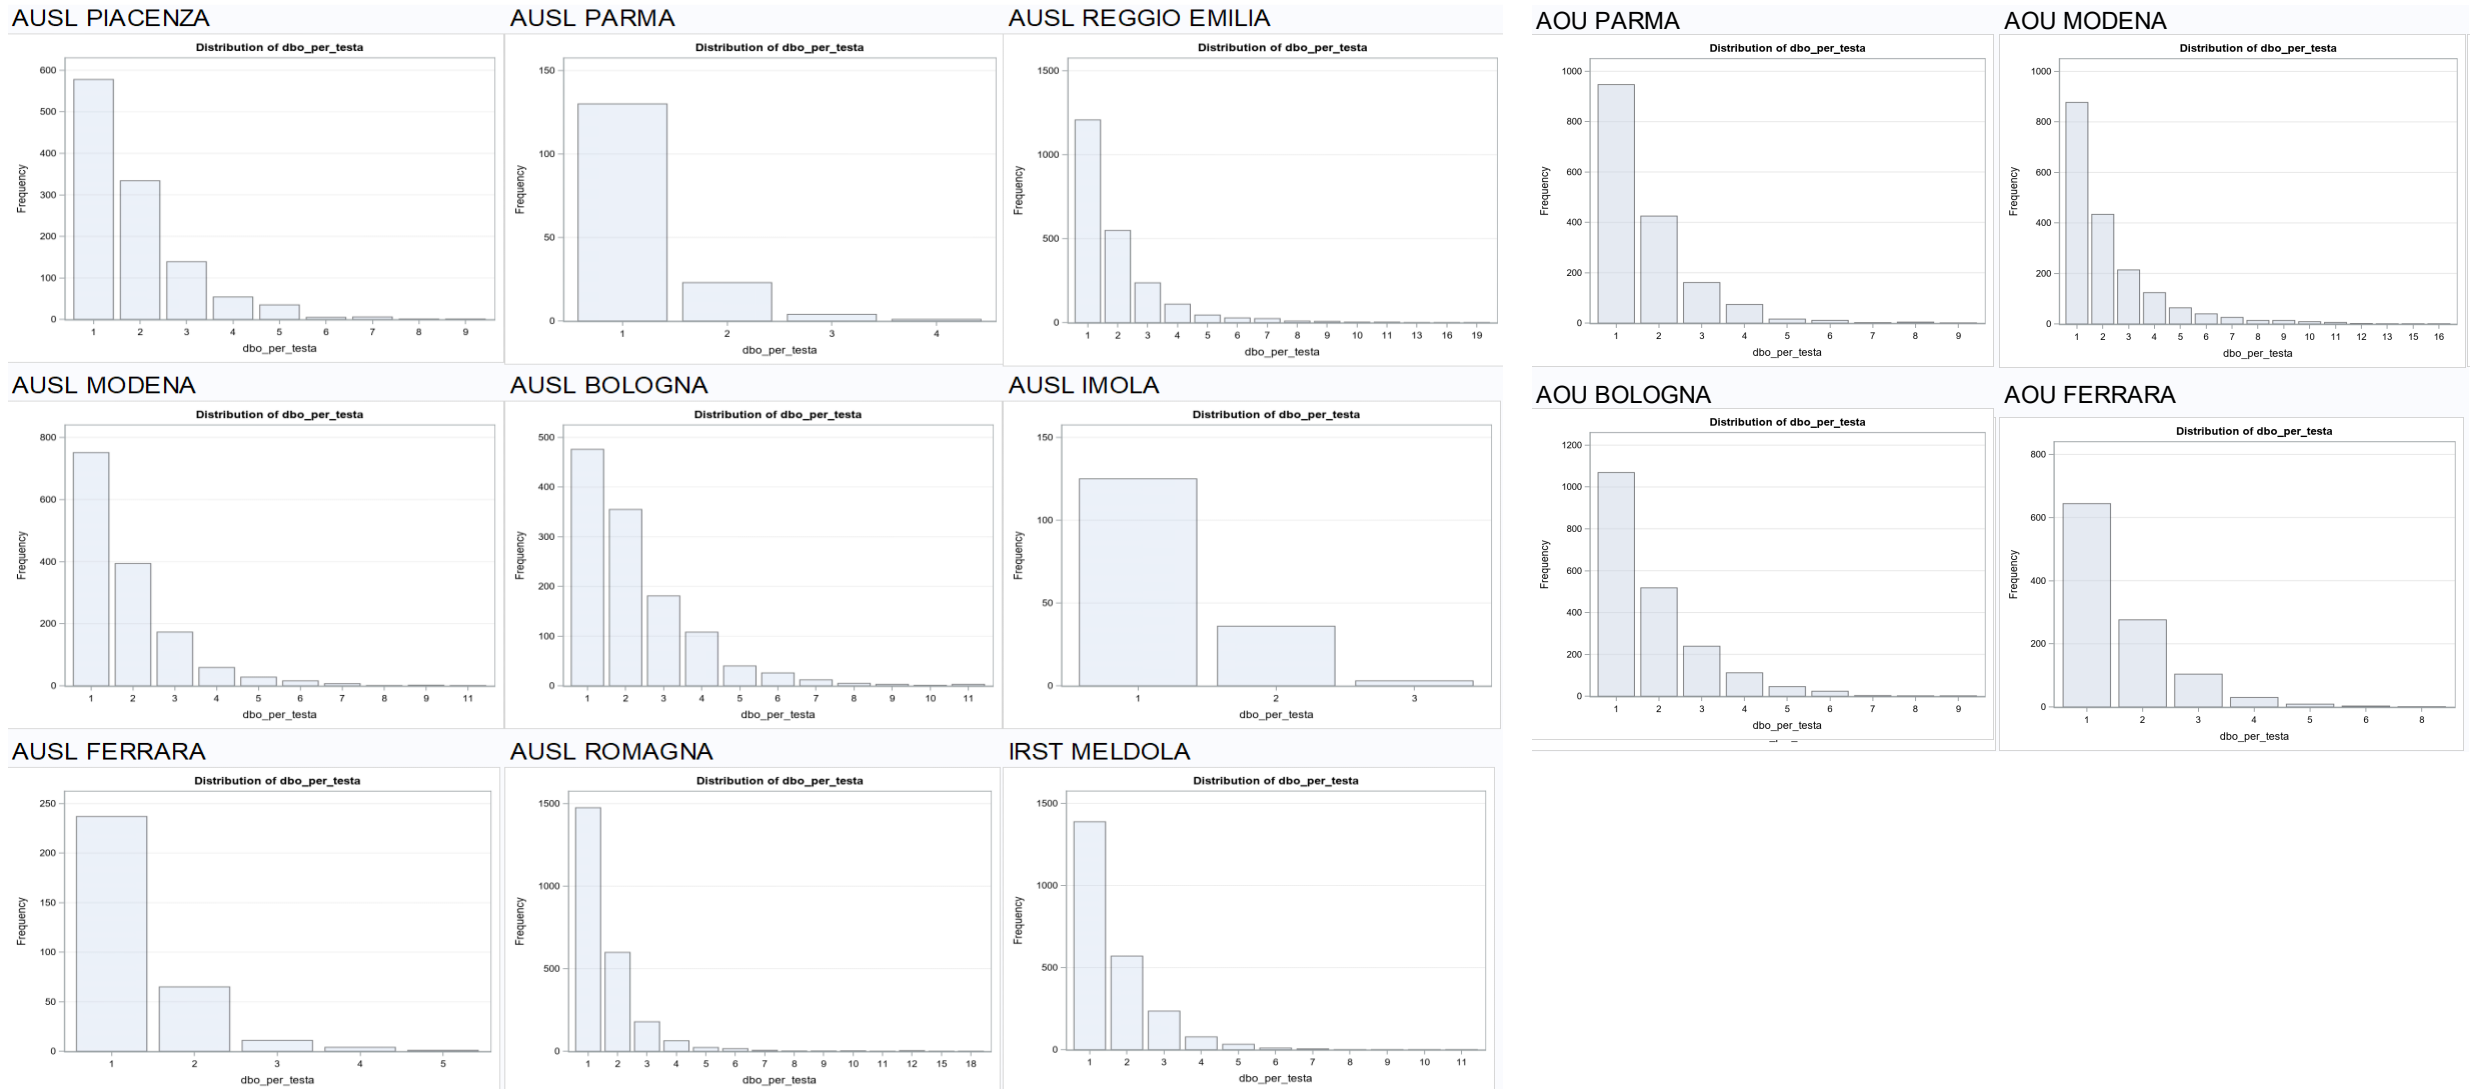 AUSL PIACENZA
Distribution of dbo_per_testa
600
500
400
300
200
100
0
Frequency
1 2 3 4 5 6 7 8 9
dbo_per_testa
AUSL PARMA
Distribution of dbo_per_testa
150
100
50
0
Frequency
1 2 3 4
dbo_per_testa
AUSL REGGIO EMILIA
Distribution of dbo_per_testa
1500
1000
500
0
Frequency
1 2 3 4 5 6 7 8 9 10 11 13 16 19
dbo_per_testa
AOU PARMA
Distribution of dbo_per_testa
1000
800
600
400
200
0
Frequency
1 2 3 4 5 6 7 8 9
dbo_per_testa
AOU MODENA
Distribution of dbo_per_testa
1000
800
600
400
200
0
Frequency
1 2 3 4 5 6 7 8 9 10 11 12 13 15 16
dbo_per_testa
AUSL MODENA
Distribution of dbo_per_testa
800
600
400
200
0
Frequency
1 2 3 4 5 6 7 8 9 11
dbo_per_testa
AUSL BOLOGNA
Distribution of dbo_per_testa
500
400
300
200
100
0
Frequency
1 2 3 4 5 6 7 8 9 10 11
dbo_per_testa
AUSL IMOLA
Distribution of dbo_per_testa
150
100
50
0
Frequency
1 2 3
dbo_per_testa
AOU BOLOGNA
Distribution of dbo_per_testa
1200
1000
800
600
400
200
0
Frequency
1 2 3 4 5 6 7 8 9
dbo_per_testa
AOU FERRARA
Distribution of dbo_per_testa
800
600
400
200
0
Frequency
1 2 3 4 5 6 8
dbo_per_testa
AUSL FERRARA
Distribution of dbo_per_testa
250
200
150
100
50
0
Frequency
1 2 3 4 5
dbo_per_testa
AUSL ROMAGNA
Distribution of dbo_per_testa
1500
1000
500
0
Frequency
1 2 3 4 5 6 7 8 9 10 11 12 15 18
dbo_per_testa
IRST MELDOLA
Distribution of dbo_per_testa
1500
1000
500
0
Frequency
1 2 3 4 5 6 7 8 9 10 11
dbo_per_testa